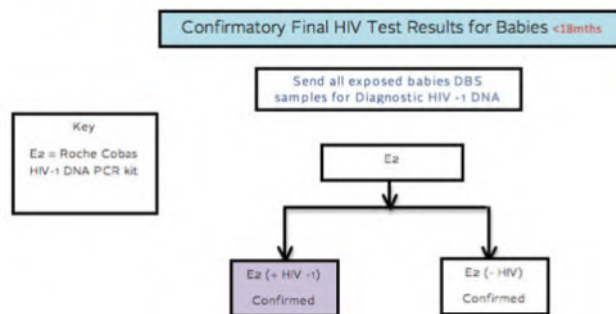 Confirmatory Final HIV Test Results for Babies <18mths
Send all exposed babies DBS
samples for Diagnostic HIV -1 DNA
Key
E2 = Roche Cobas
HIV-1 DNA PCR kit
E2
E2 (+ HIV -1)
Confirmed
E2 (- HIV)
Confirmed